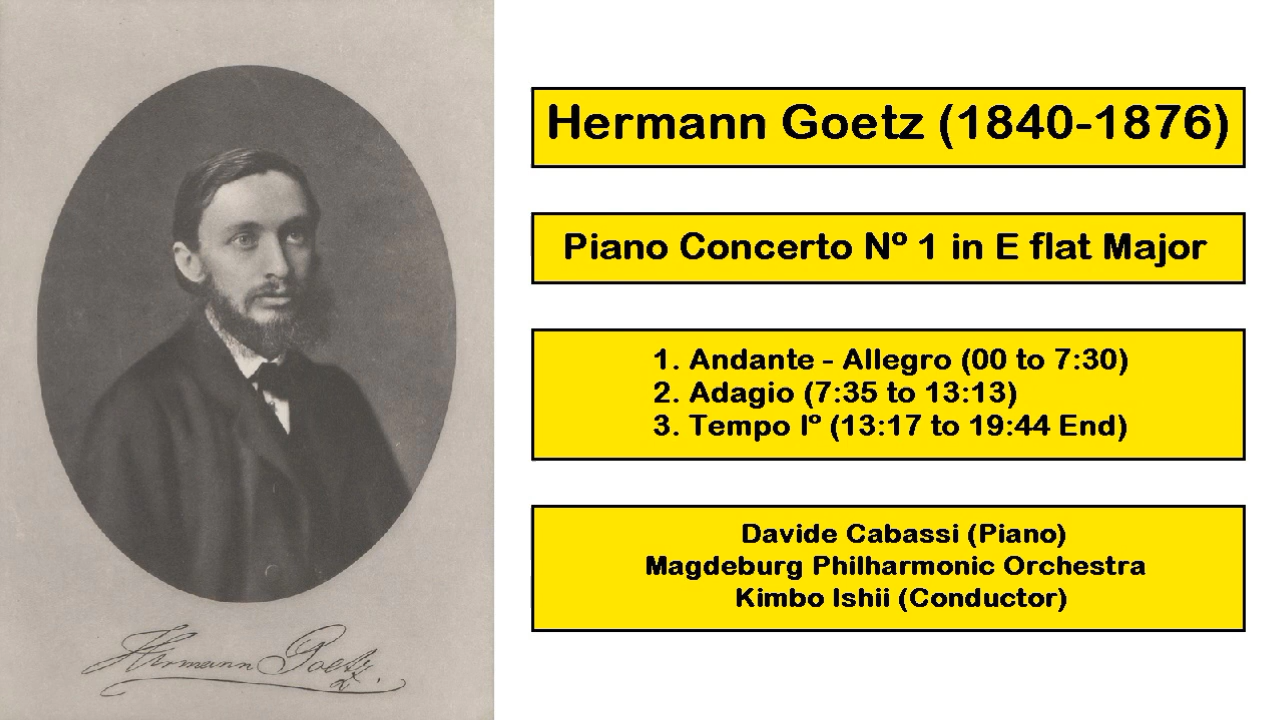 Hermann Goetz (1840-1876)
Piano Concerto Nº 1 in E flat Major
1. Andante - Allegro (00 to 7:30)
2. Adagio (7:35 to 13:13)
3. Tempo Iº (13:17 to 19:44 End)
Davide Cabassi (Piano)
Magdeburg Philharmonic Orchestra
Kimbo Ishii (Conductor)
Hermann Goetz.